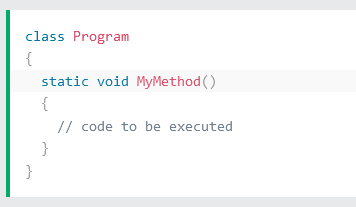 class Program
{
  static void MyMethod()
  {
    // code to be executed
  }
}